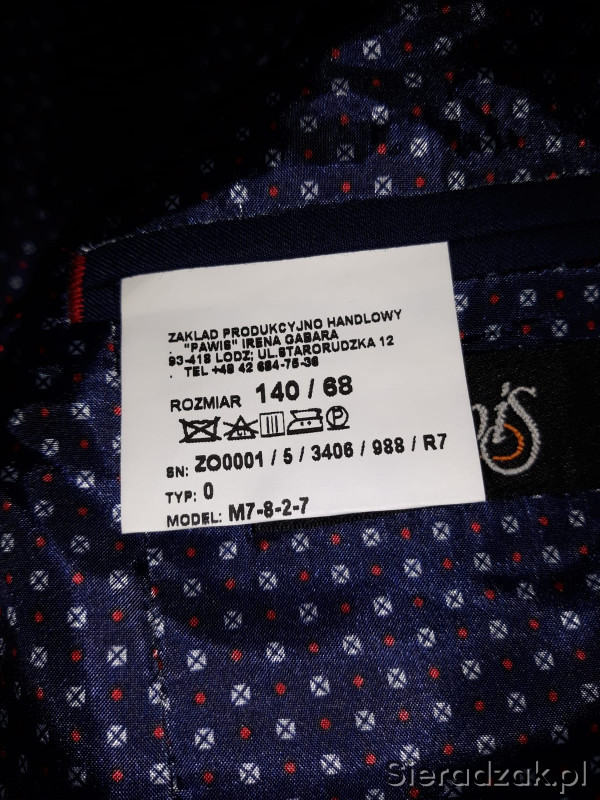 ZAKLAD PRODUKCYJNO HANDLOWY
. "PAWIS" IRENA GABARA
93-418 LODZ; UL.STARORUDZKA 12
. TEL +48 42 684-75-36
ROZMIAR 140 / 68
SN: ZO0001 / 5 / 3406 / 988 / R7
TYP: 0
MODEL: M7-8-2-7
Sieradzak.pl